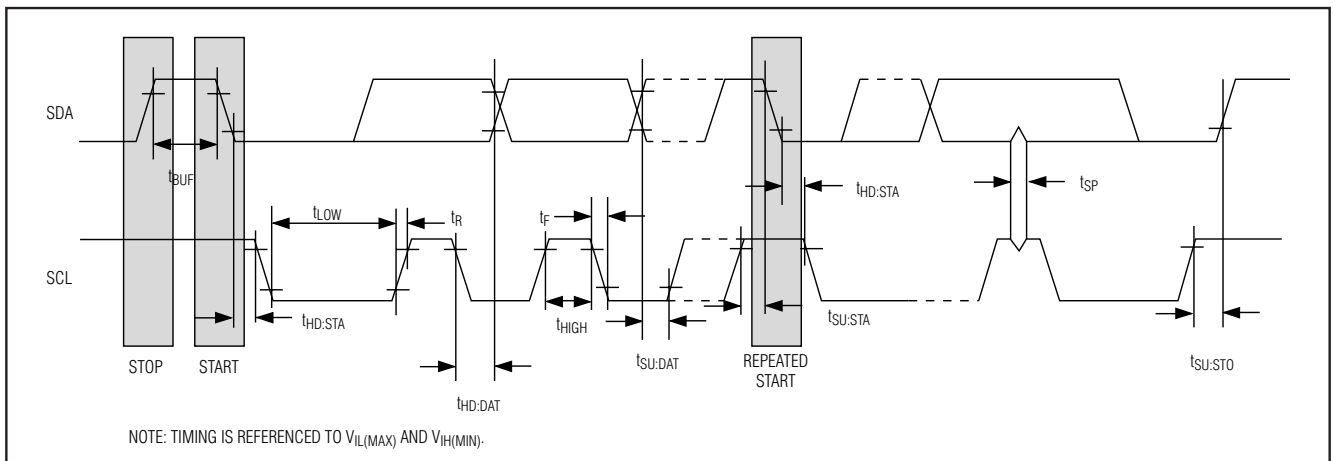 SDA
tBUF
tHD:STA
tSP
tLOW
tR
tF
SCL
tHD:STA
tHIGH
tSU:STA
tSU:DAT
tSU:STO
STOP
START
REPEATED
START
tHD:DAT
NOTE: TIMING IS REFERENCED TO VIL(MAX) AND VIH(MIN).